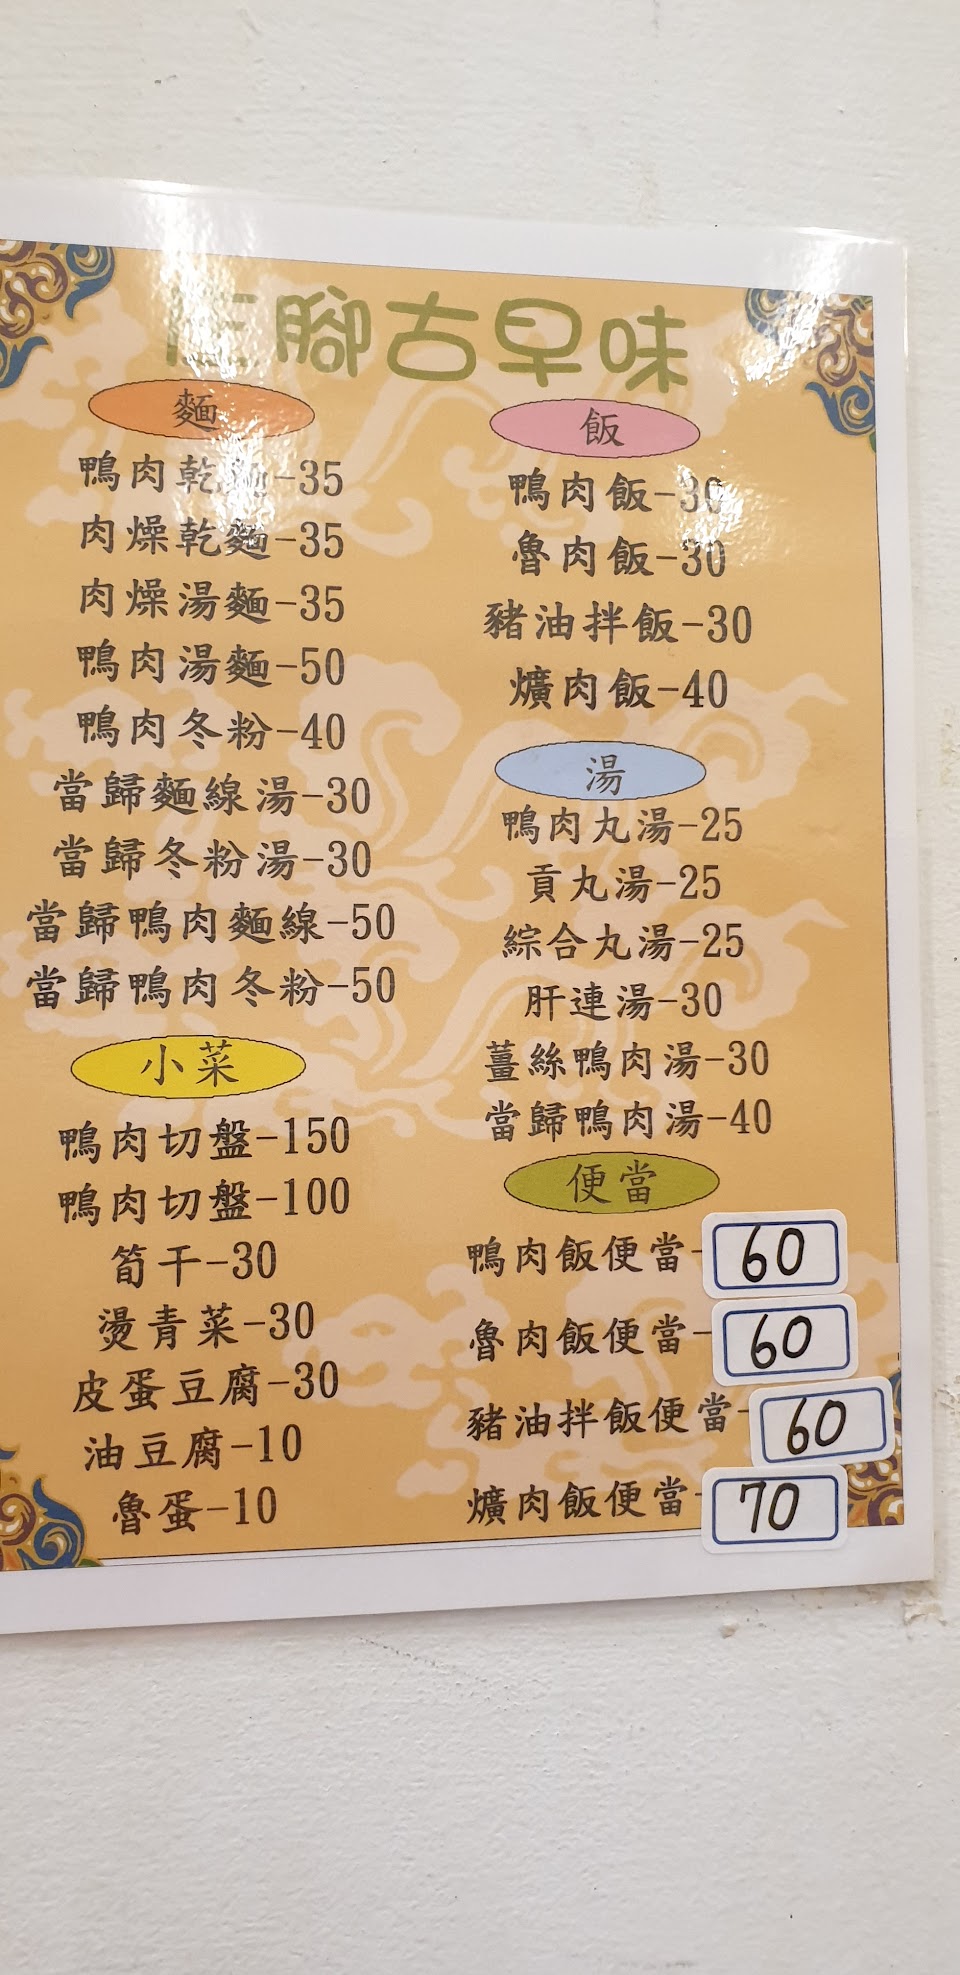 腳古早味
麵
鴨肉乾麵-35
肉燥乾麵-35
肉燥湯麵-35
鴨肉湯麵-50
鴨肉冬粉-40
當歸麵線湯-30
當歸冬粉湯-30
當歸鴨肉麵線-50
當歸鴨肉冬粉-50
小菜
鴨肉切盤-150
鴨肉切盤-100
筍干-30
燙青菜-30
皮蛋豆腐-30
油豆腐-10
魯蛋-10
飯
鴨肉飯-30
魯肉飯-30
豬油拌飯-30
爌肉飯-40
湯
鴨肉丸湯-25
貢丸湯-25
綜合丸湯-25
肝連湯-30
薑絲鴨肉湯-30
當歸鴨肉湯-40
便當
鴨肉飯便當-60
魯肉飯便當-60
豬油拌飯便當-60
爌肉飯便當-70